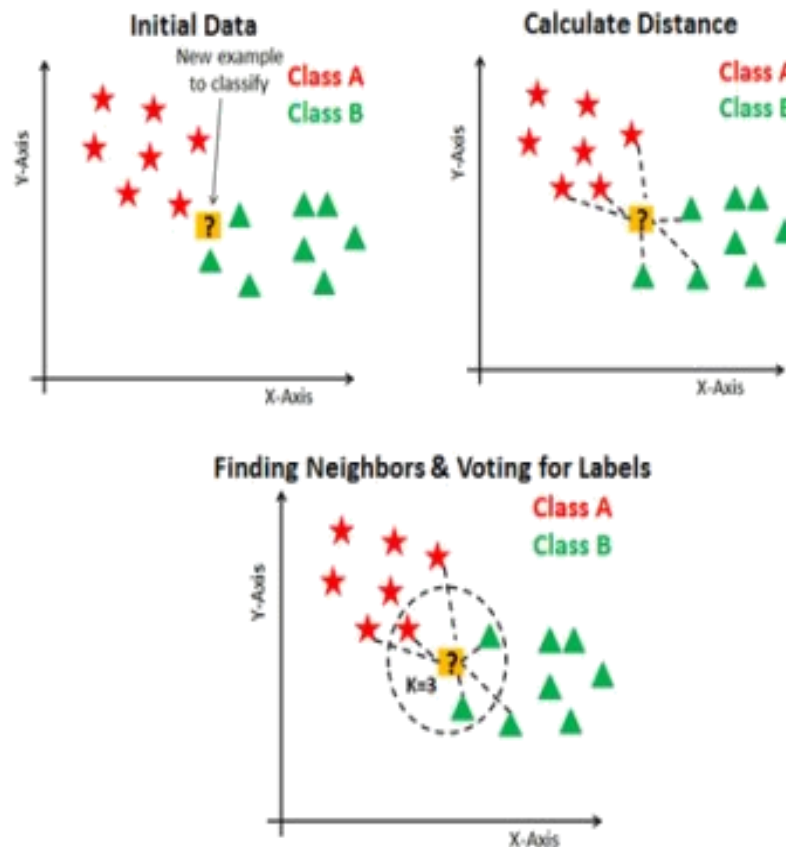 Initial Data
New example
to classify
Class A
Class B
?
Y-Axis
X-Axis
Calculate Distance
Class A
Class B
?
Y-Axis
X-Axis
Finding Neighbors & Voting for Labels
Class A
Class B
?
K=3
Y-Axis
X-Axis